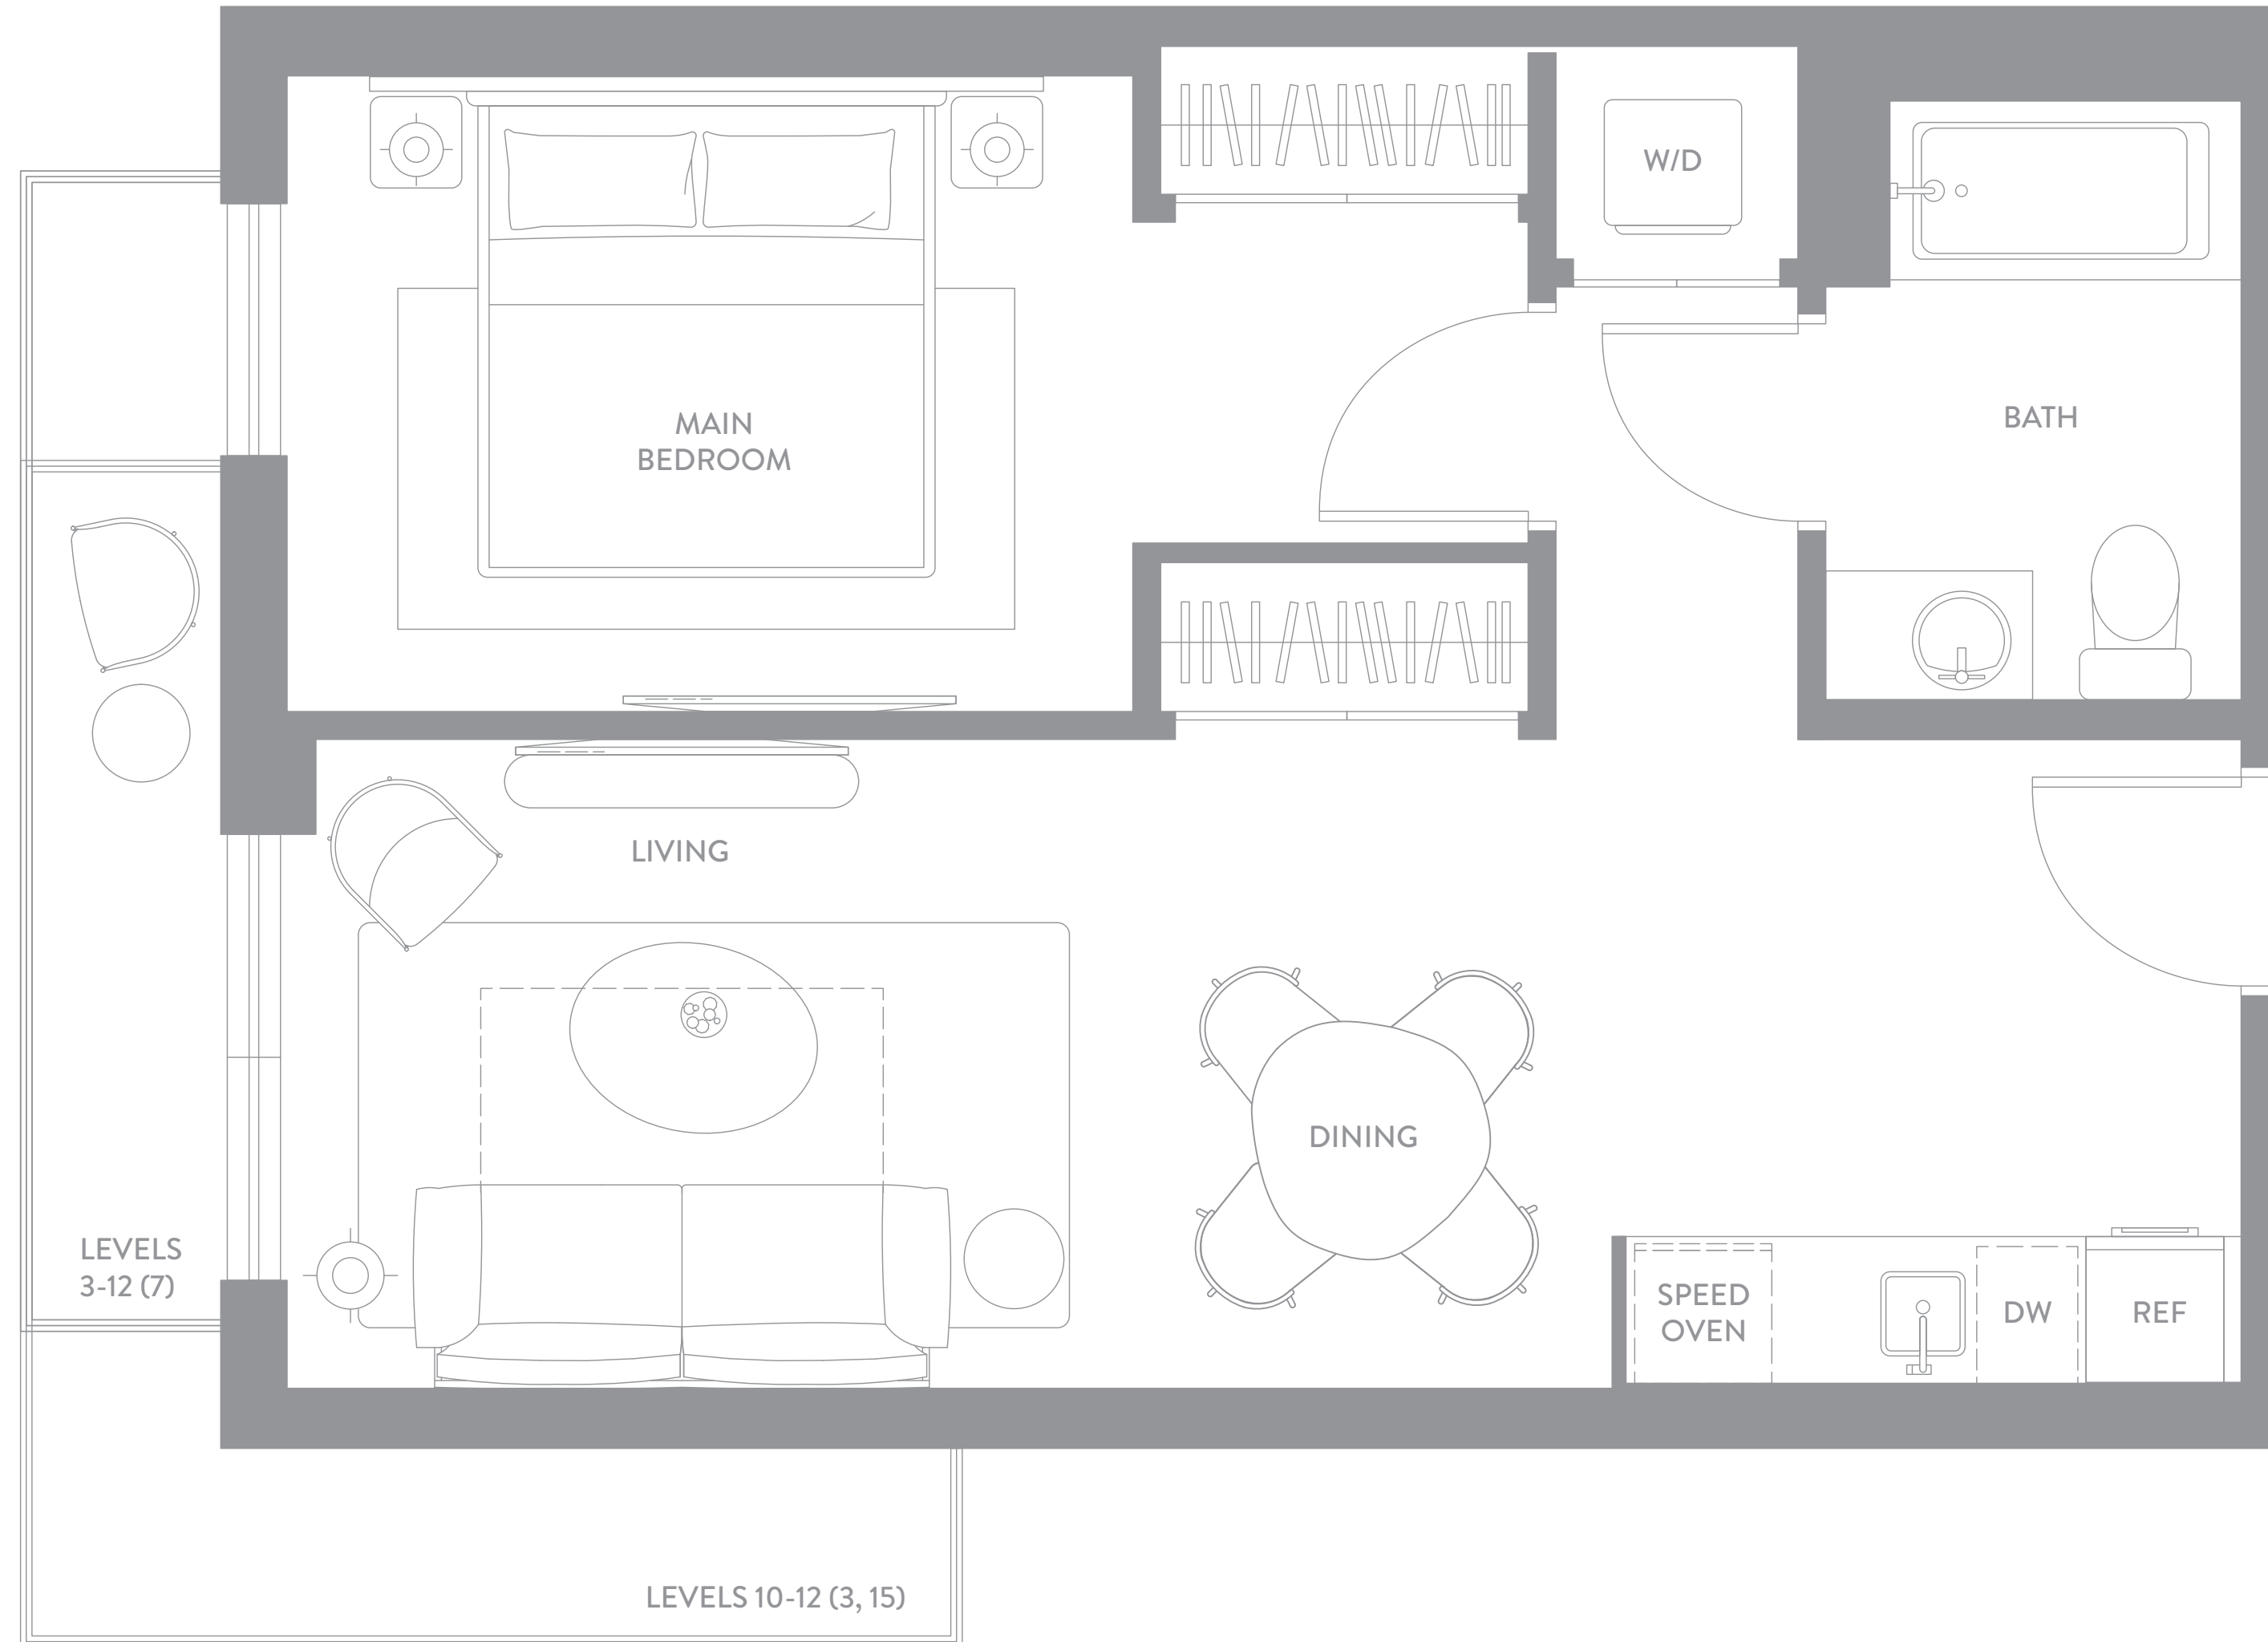 W/D
MAIN
BEDROOM
BATH
LIVING
DINING
LEVELS
3-12 (7)
SPEED
OVEN
DW
REF
LEVELS 10-12 (3, 15)